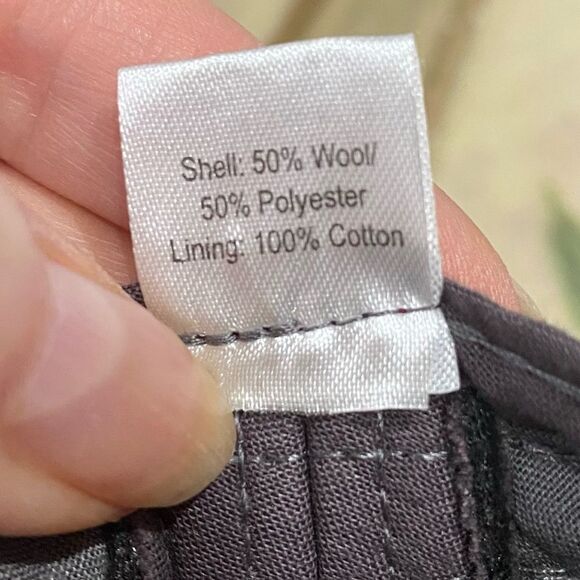 Shell: 50% Wool/
50% Polyester
Lining: 100% Cotton